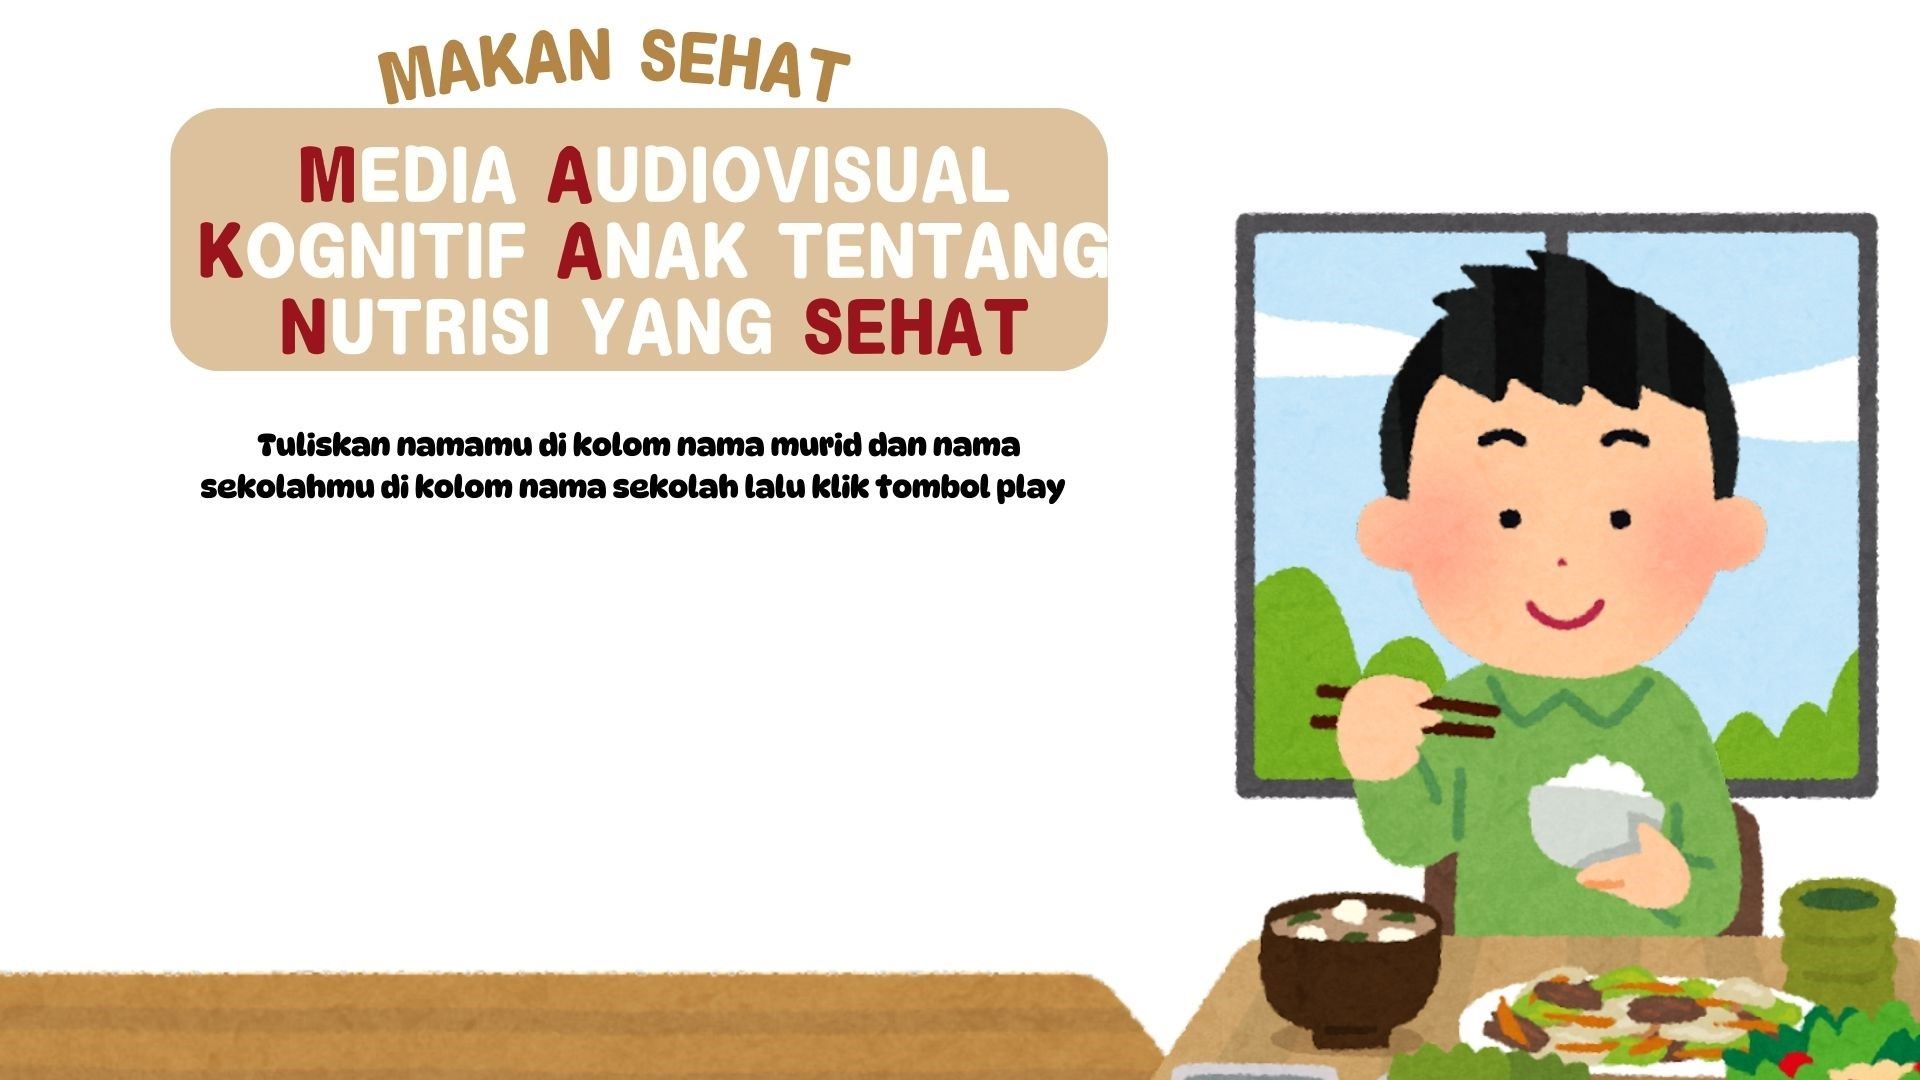 MAKAN SEHAT
MEDIA AUDIOVISUAL
KOGNITIF ANAK TENTANG
NUTRISI YANG SEHAT
Tuliskan namamu di kolom nama murid dan nama
sekolahmu di kolom nama sekolah lalu klik tombol play